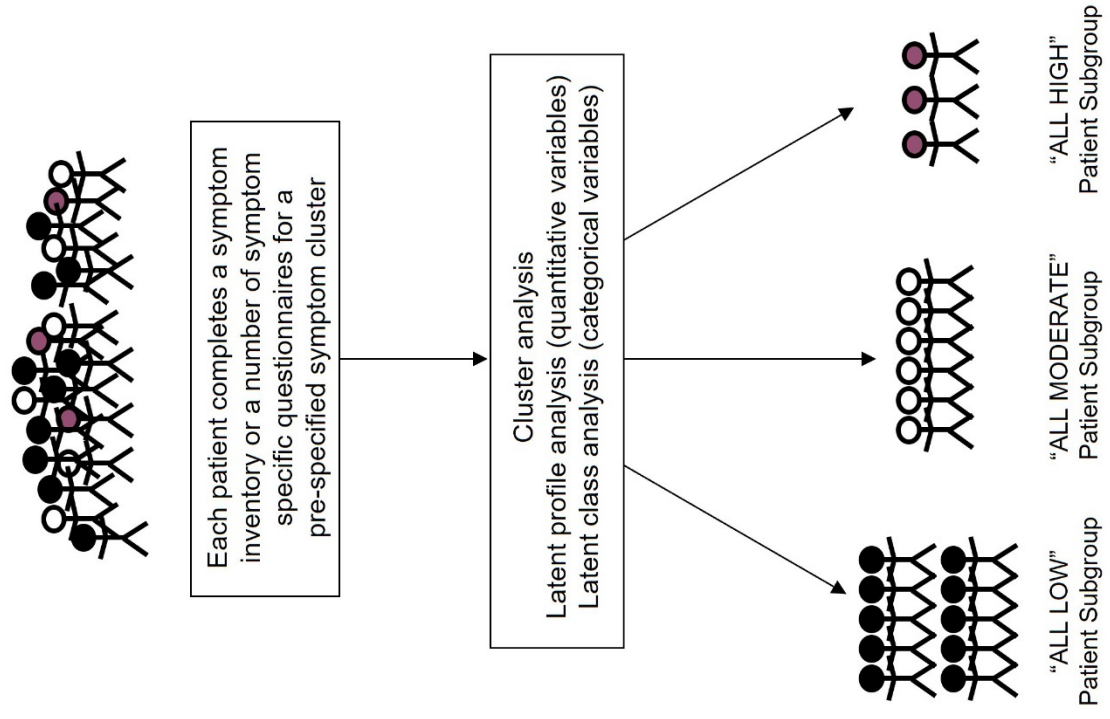 Each patient completes a symptom
inventory or a number of symptom
specific questionnaires for a
pre-specified symptom cluster
Cluster analysis
Latent profile analysis (quantitative variables)
Latent class analysis (categorical variables)
“ALL LOW”
Patient Subgroup
“ALL MODERATE”
Patient Subgroup
“ALL HIGH”
Patient Subgroup